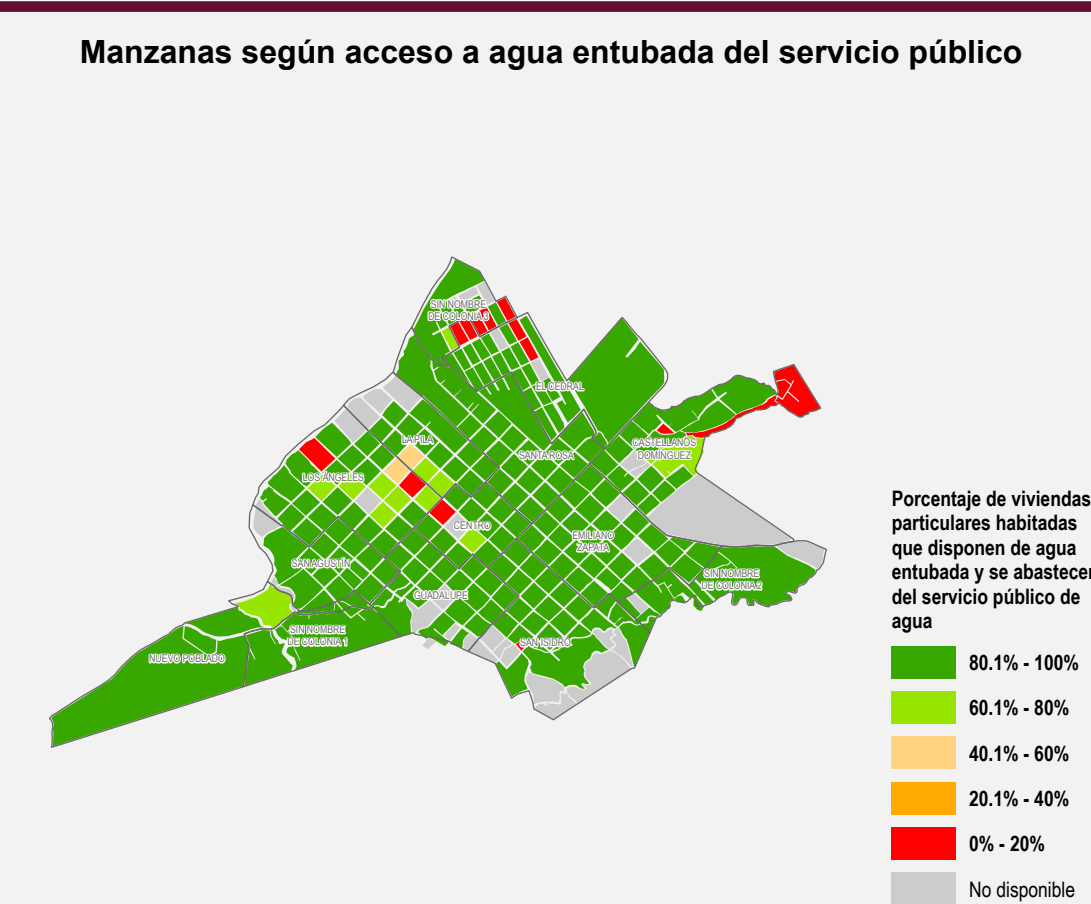 Manzanas según acceso a agua entubada del servicio público
SIN NOMBRE
DE COLONIA 3
EL CEDRAL
LA PILA
SANTA ROSA
CASTELLANOS
DOMÍNGUEZ
LOS ÁNGELES
CENTRO
EMILIANO
ZAPATA
SAN AGUSTÍN
SIN NOMBRE
DE COLONIA 2
GUADALUPE
SIN NOMBRE
DE COLONIA 1
SAN ISIDRO
NUEVO POBLADO
Porcentaje de viviendas
particulares habitadas
que disponen de agua
entubada y se abastecen
del servicio público de
agua
80.1% - 100%
60.1% - 80%
40.1% - 60%
20.1% - 40%
0% - 20%
No disponible